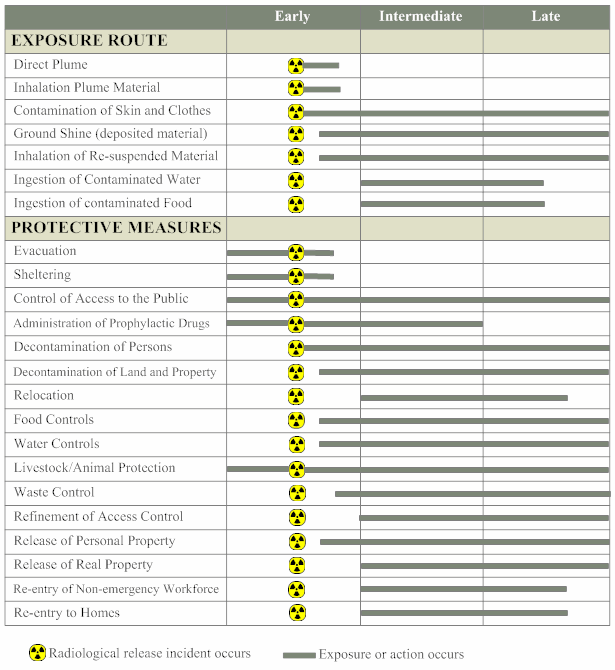 Early Intermediate Late
EXPOSURE ROUTE
Direct Plume
Inhalation Plume Material
Contamination of Skin and Clothes
Ground Shine (deposited material)
Inhalation of Re-suspended Material
Ingestion of Contaminated Water
Ingestion of contaminated Food
PROTECTIVE MEASURES
Evacuation
Sheltering
Control of Access to the Public
Administration of Prophylactic Drugs
Decontamination of Persons
Decontamination of Land and Property
Relocation
Food Controls
Water Controls
Livestock/Animal Protection
Waste Control
Refinement of Access Control
Release of Personal Property
Release of Real Property
Re-entry of Non-emergency Workforce
Re-entry to Homes
Radiological release incident occurs Exposure or action occurs